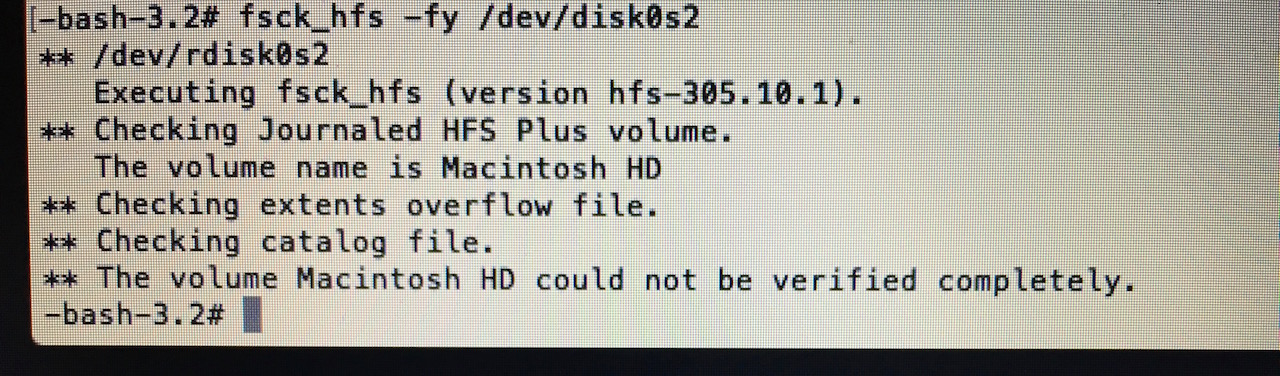 [-bash-3.2# fsck_hfs -fy /dev/disk0s2
** /dev/rdisk0s2
   Executing fsck_hfs (version hfs-305.10.1).
** Checking Journaled HFS Plus volume.
   The volume name is Macintosh HD
** Checking extents overflow file.
** Checking catalog file.
** The volume Macintosh HD could not be verified completely.
-bash-3.2#